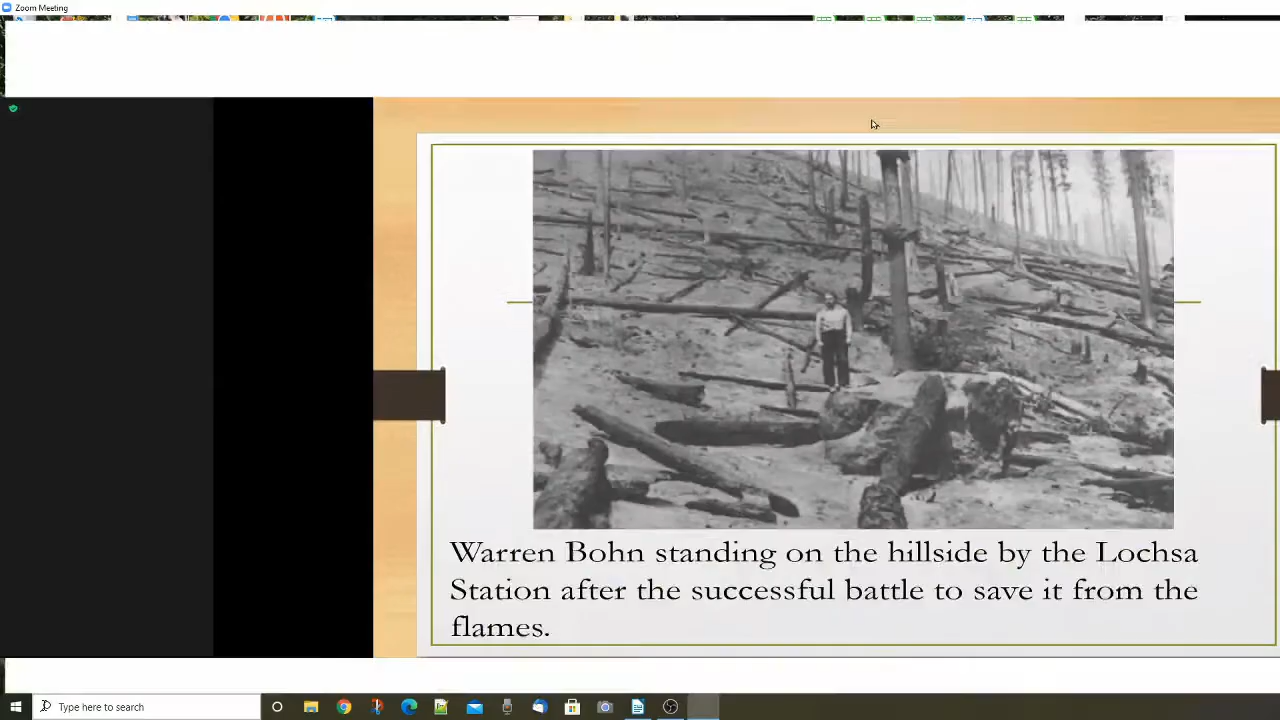 Zoom Meeting
Warren Bohn standing on the hillside by the Lochsa
Station after the successful battle to save it from the
flames.
Type here to search